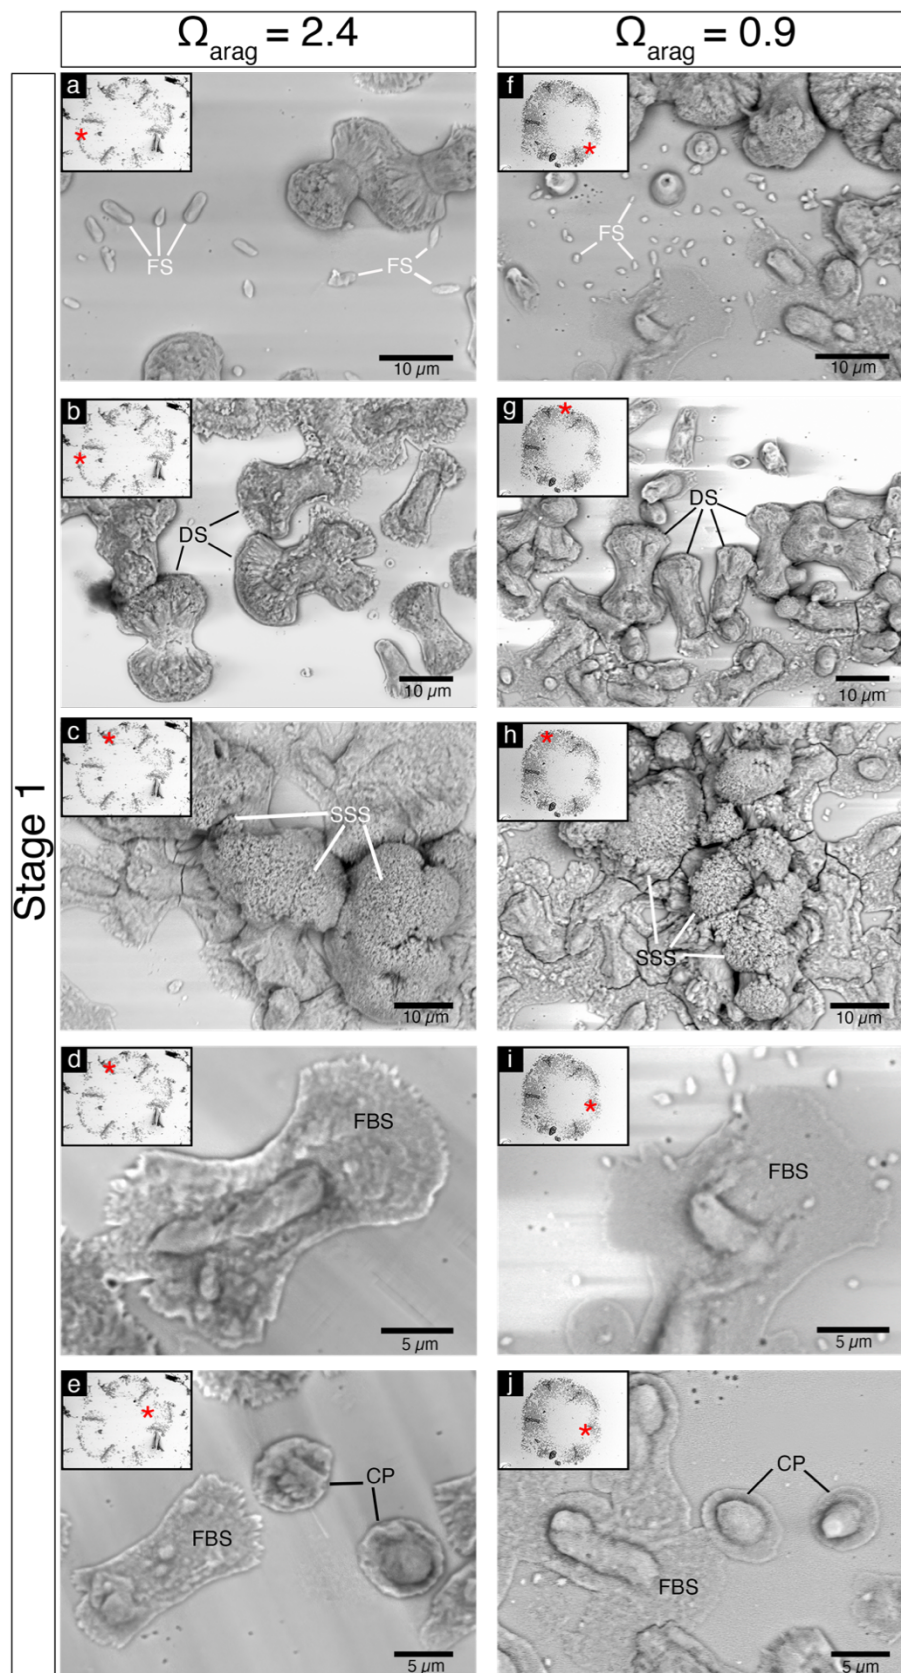 Ωarag = 2.4
Ωarag = 0.9
Stage 1
a
FS
FS
10 µm
f
FS
10 µm
b
DS
10 µm
g
DS
10 µm
c
SSS
10 µm
h
SSS
10 µm
d
FBS
5 µm
i
FBS
5 µm
e
CP
FBS
5 µm
j
CP
FBS
5 µm